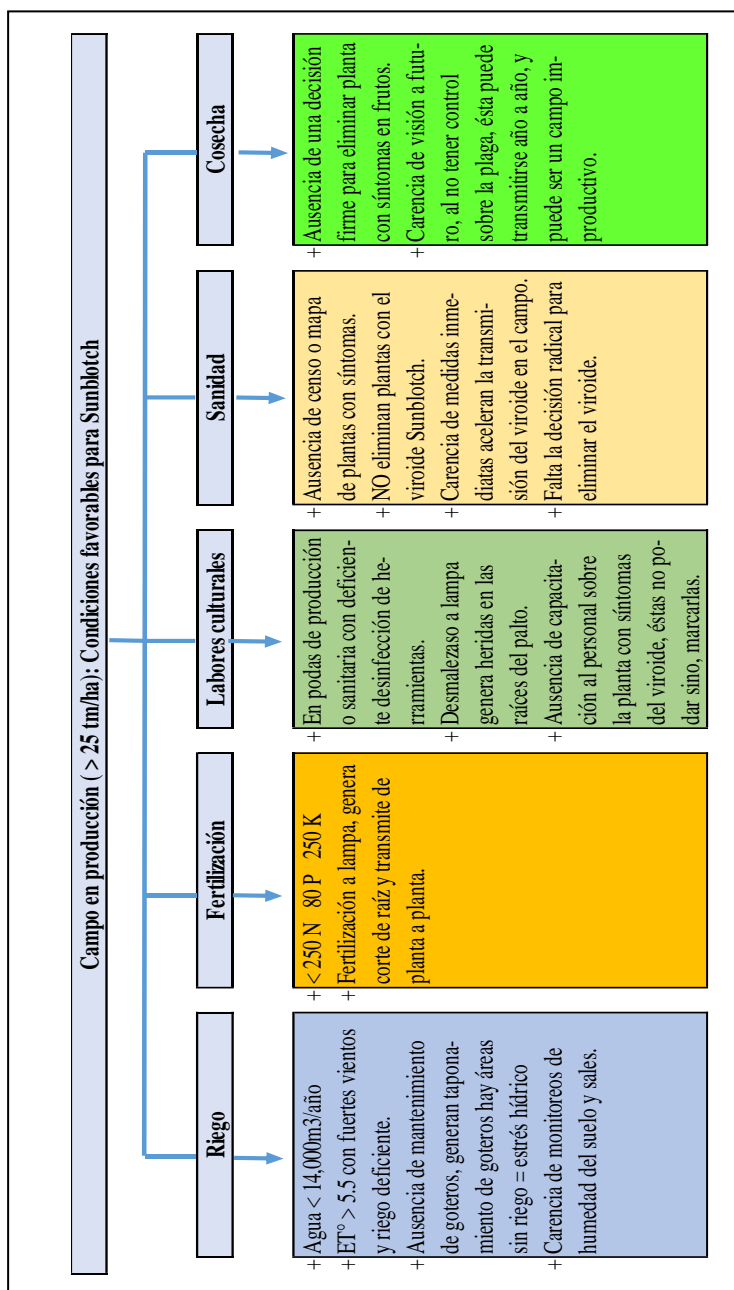 Campo en producción ( > 25 tm/ha): Condiciones favorables para Sunblotch
Riego
+ Agua < 14,000m3/año
+ ET° > 5.5 con fuertes vientos
y riego deficiente.
+ Ausencia de mantenimiento
de goteros, generan tapona-
miento de goteros hay áreas
sin riego = estrés hídrico
+ Carencia de monitoreos de
humedad del suelo y sales.
Fertilización
+ < 250 N 80 P 250 K
+ Fertilización a lampa, genera
corte de raíz y transmite de
planta a planta.
Labores culturales
+ En podas de producción
o sanitaria con deficien-
te desinfección de he-
rramientas.
+ Desmalezaso a lampa
genera heridas en las
raíces del palto.
+ Ausencia de capacita-
ción al personal sobre
la planta con síntomas
del viroide, éstas no po-
dar sino, marcarlas.
Sanidad
+ Ausencia de censo o mapa
de plantas con síntomas.
+ NO eliminan plantas con el
viroide Sunblotch.
+ Carencia de medidas inme-
diatas aceleran la transmi-
sión del viroide en el campo.
+ Falta la decisión radical para
eliminar el viroide.
Cosecha
+ Ausencia de una decisión
firme para eliminar planta
con síntomas en frutos.
+ Carencia de visión a futu-
ro, al no tener control
sobre la plaga, ésta puede
transmitirse año a año, y
puede ser un campo im-
productivo.